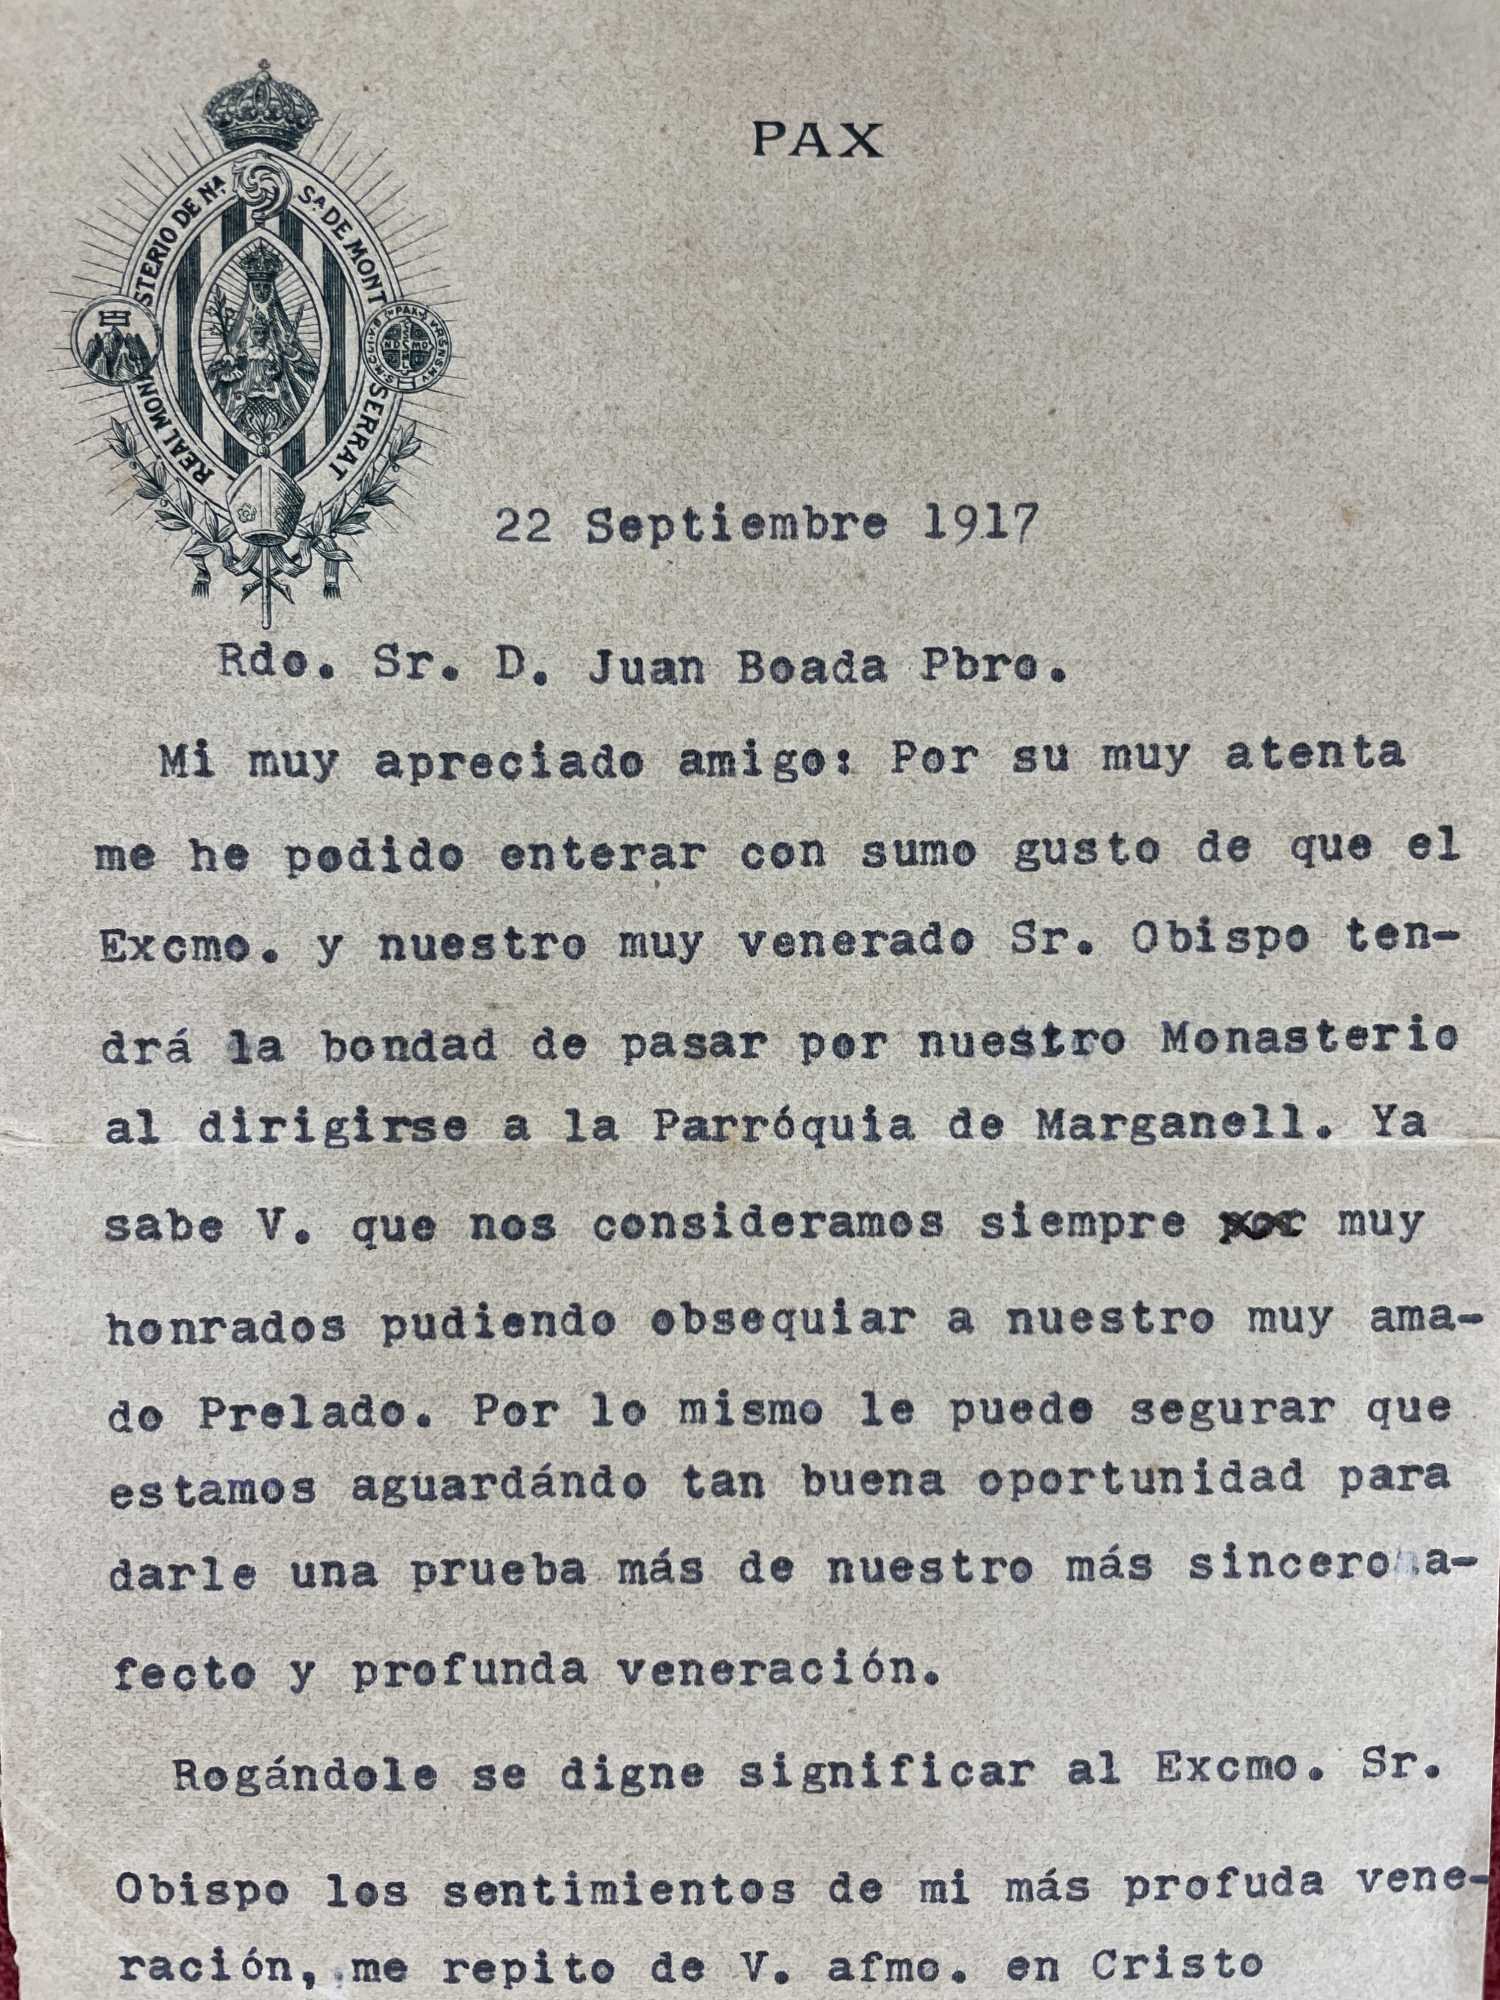 PAX
REAL MONASTERIO DE Nª Sª DE MONTSERRAT
22 Septiembre 1917
Rdo. Sr. D. Juan Boada Pbro.
Mi muy apreciado amigo: Por su muy atenta
me he podido enterar con sumo gusto de que el
Excmo. y nuestro muy venerado Sr. Obispo ten-
drá la bondad de pasar por nuestro Monasterio
al dirigirse a la Parróquia de Marganell. Ya
sabe V. que nos consideramos siempre por muy
honrados pudiendo obsequiar a nuestro muy ama-
do Prelado. Por lo mismo le puedo segurar que
estamos aguardándo tan buena oportunidad para
darle una prueba más de nuestro más sincero a-
fecto y profunda veneración.
Rogándole se digne significar al Excmo. Sr.
Obispo los sentimientos de mi más profuda vene-
ración, me repito de V. afmo. en Cristo